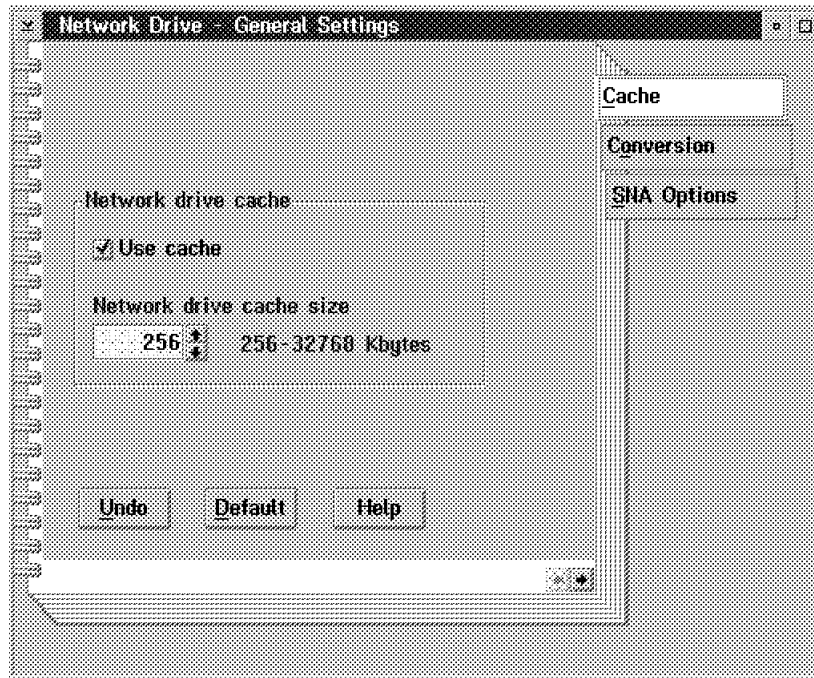 Network Drive - General Settings
Cache
Conversion
SNA Options
Network drive cache
Use cache
Network drive cache size
256 256-32768 Kbytes
Undo Default Help